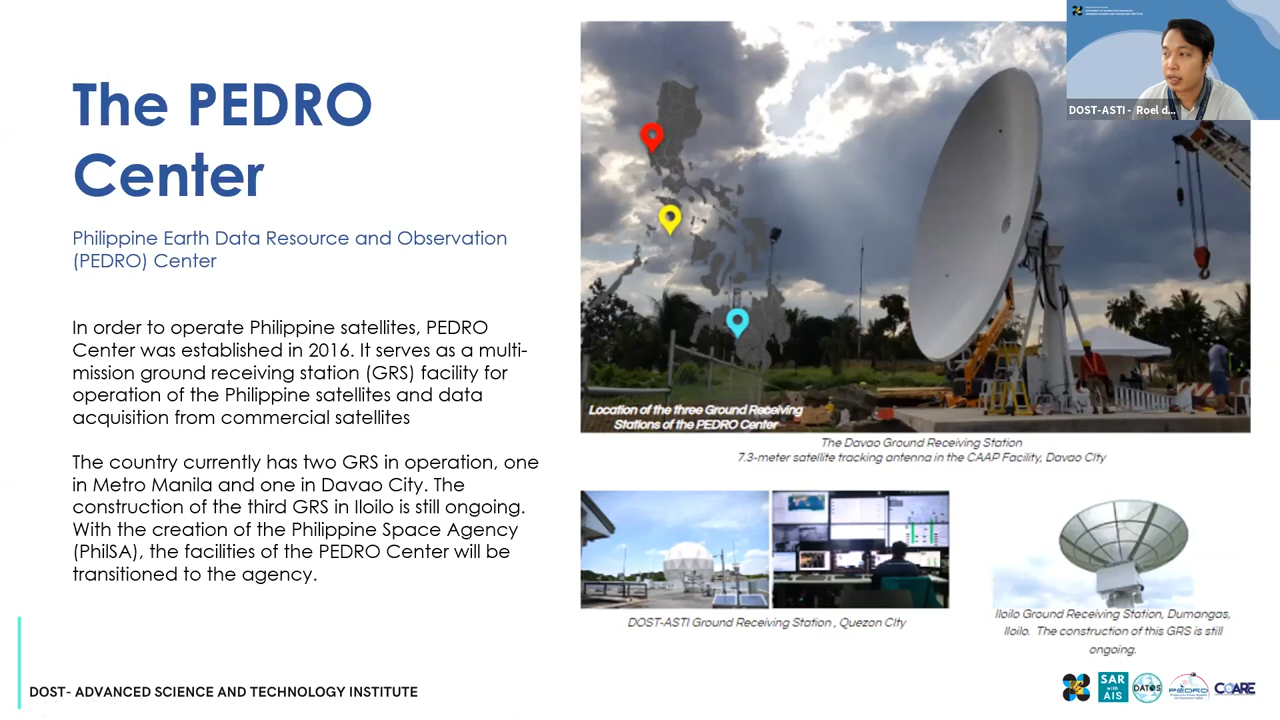 The PEDRO
Center
Philippine Earth Data Resource and Observation
(PEDRO) Center
In order to operate Philippine satellites, PEDRO
Center was established in 2016. It serves as a multi-
mission ground receiving station (GRS) facility for
operation of the Philippine satellites and data
acquisition from commercial satellites
The country currently has two GRS in operation, one
in Metro Manila and one in Davao City. The
construction of the third GRS in Iloilo is still ongoing.
With the creation of the Philippine Space Agency
(PhilSA), the facilities of the PEDRO Center will be
transitioned to the agency.
DOST- ADVANCED SCIENCE AND TECHNOLOGY INSTITUTE
DOST-ASTI - Roel d...
Location of the three Ground Receiving
Stations of the PEDRO Center
The Davao Ground Receiving Station
7.3-meter satellite tracking antenna in the CAAP Facility, Davao City
DOST-ASTI Ground Receiving Station , Quezon City
Iloilo Ground Receiving Station, Dumangas,
Iloilo. The construction of this GRS is still
ongoing.
SAR
with
AIS
DATOS
PEDRO
COARE